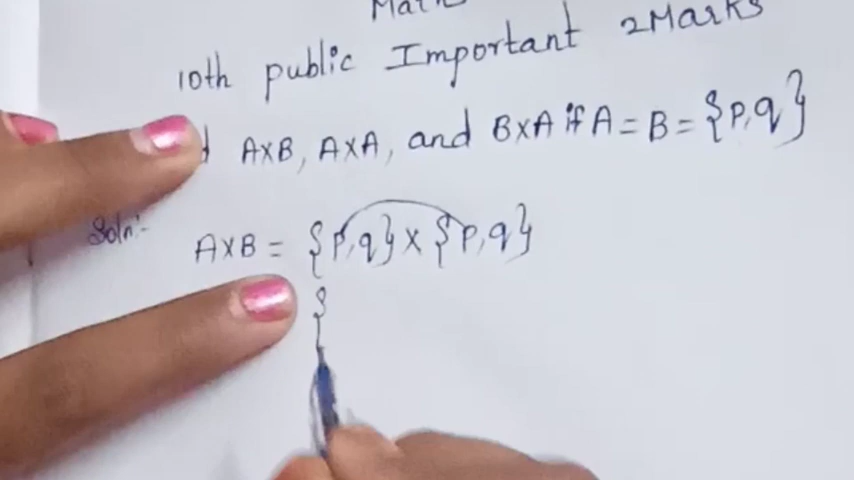 10th public Important 2Marks
AXB, AXA, and BXA if A = B = {P,q}
Soln:-
AXB = {P,q} X {P,q}
{